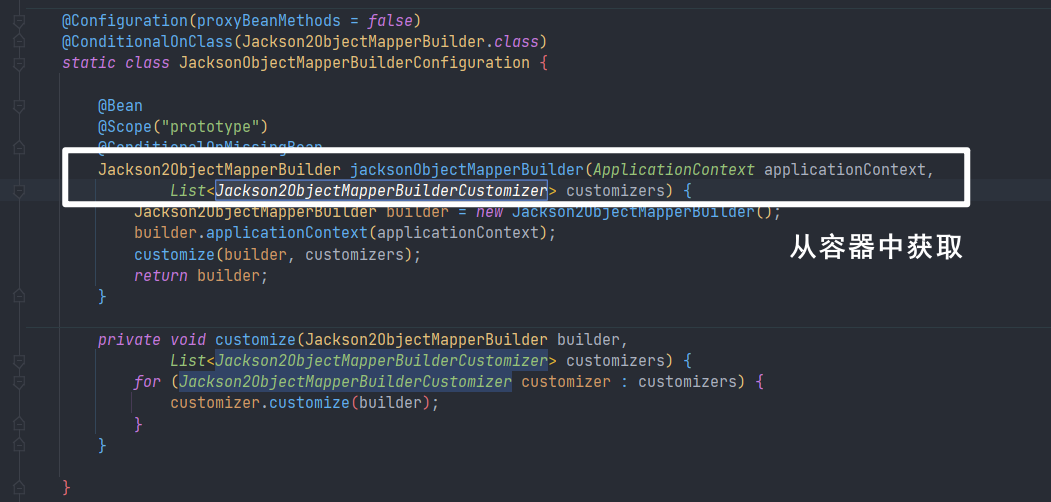 @Configuration(proxyBeanMethods = false)
@ConditionalOnClass(Jackson2ObjectMapperBuilder.class)
static class JacksonObjectMapperBuilderConfiguration {
@Bean
@Scope("prototype")
@ConditionalOnMissingBean
Jackson2ObjectMapperBuilder jacksonObjectMapperBuilder(ApplicationContext applicationContext,
List<Jackson2ObjectMapperBuilderCustomizer> customizers) {
Jackson2ObjectMapperBuilder builder = new Jackson2ObjectMapperBuilder();
builder.applicationContext(applicationContext);
customize(builder, customizers);
从容器中获取
return builder;
}
private void customize(Jackson2ObjectMapperBuilder builder,
List<Jackson2ObjectMapperBuilderCustomizer> customizers) {
for (Jackson2ObjectMapperBuilderCustomizer customizer : customizers) {
customizer.customize(builder);
}
}
}